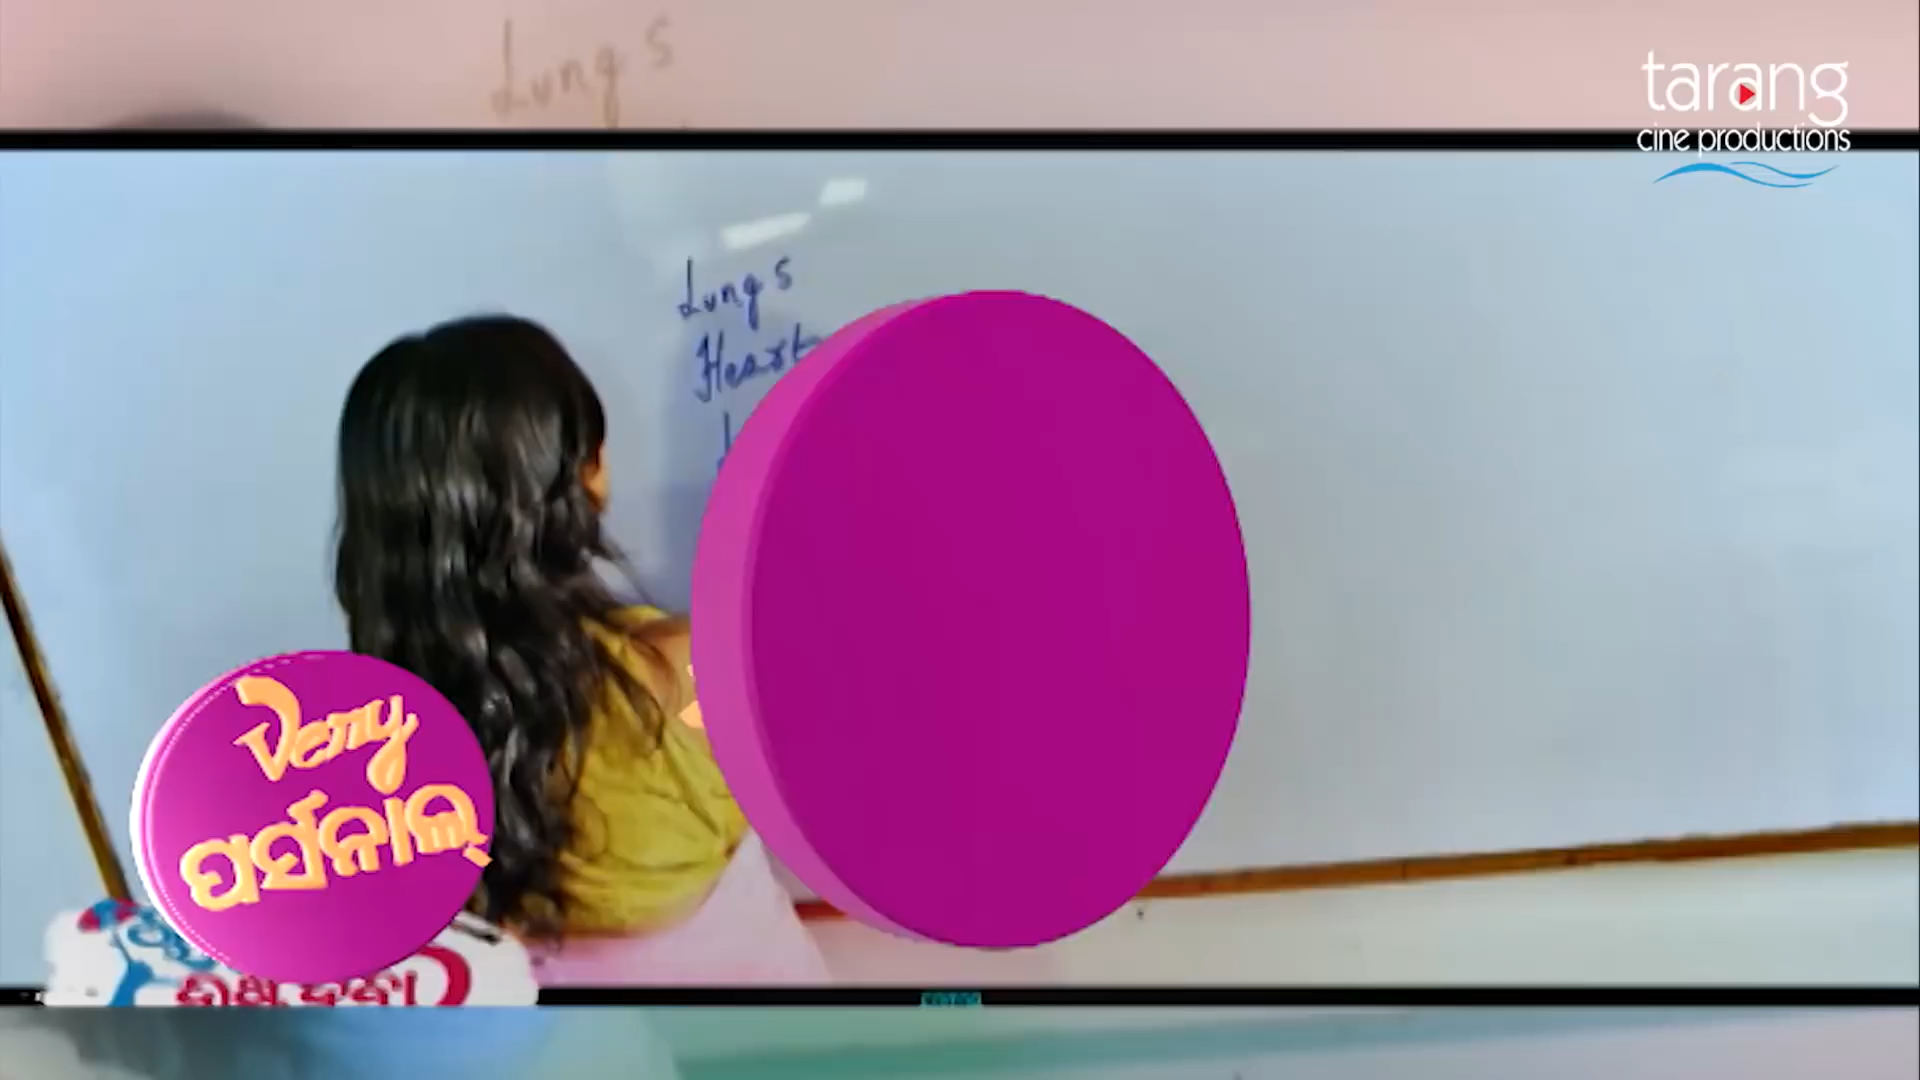 Lungs
tarang
cine productions
Lungs
Heart
Very
ପର୍ସନାଲ୍